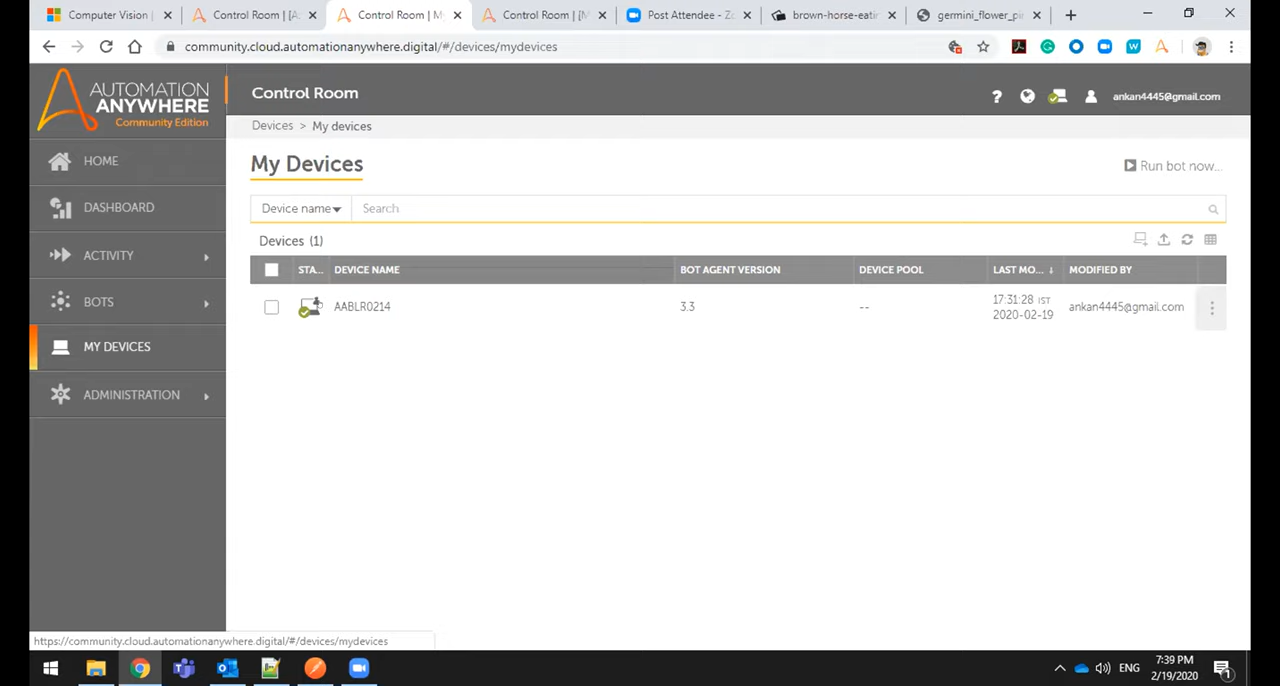 Computer Vision |
Control Room | [A
Control Room | M
Control Room | [M
Post Attendee - Zo
brown-horse-eatin
germini_flower_pi
community.cloud.automationanywhere.digital/#/devices/mydevices
AUTOMATION
ANYWHERE
Community Edition
Control Room
ankan4445@gmail.com
Devices > My devices
HOME
DASHBOARD
ACTIVITY
BOTS
MY DEVICES
ADMINISTRATION
My Devices
Run bot now...
Device name
Search
Devices (1)
STA... DEVICE NAME BOT AGENT VERSION DEVICE POOL LAST MO... ↓ MODIFIED BY
AABLR0214 3.3 -- 17:31:28 IST ankan4445@gmail.com
2020-02-19
https://community.cloud.automationanywhere.digital/#/devices/mydevices
ENG
7:39 PM
2/19/2020
1